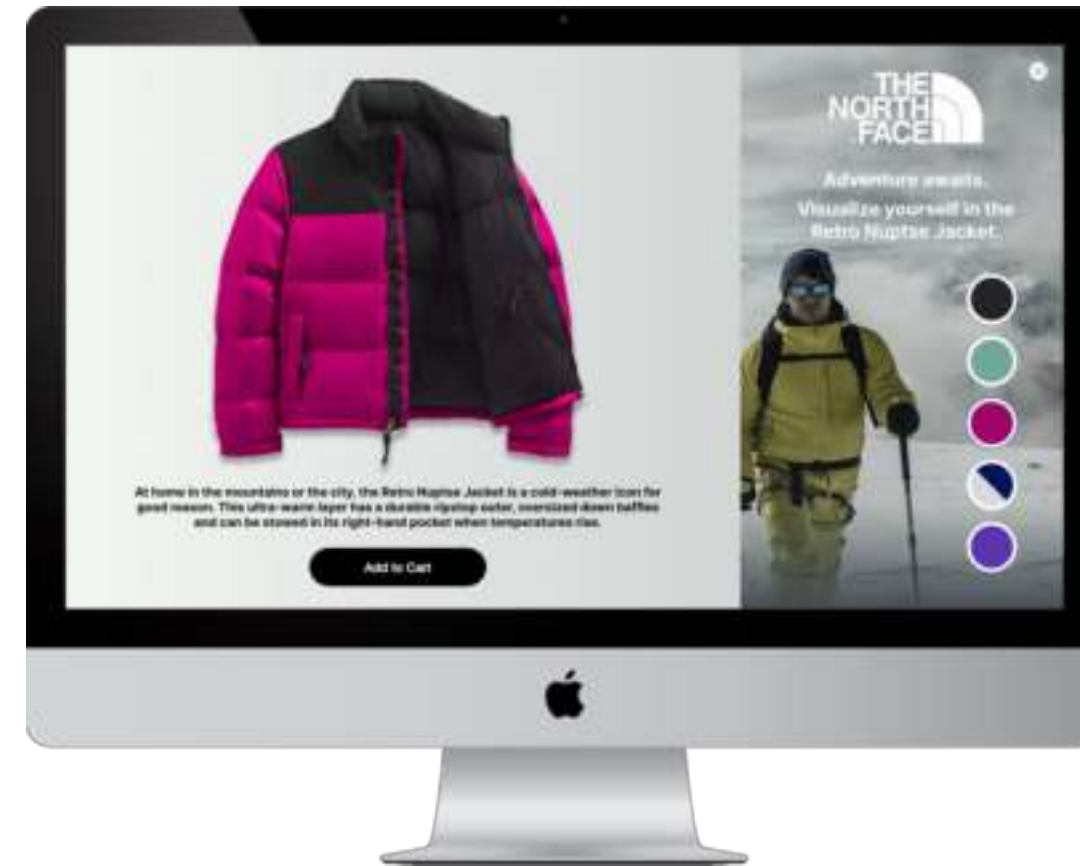 THE
NORTH
FACE
Adventure awaits.
Visualize yourself in the
Retro Nuptse Jacket.
At home in the mountains or the city, the Retro Nuptse Jacket is a cold-weather icon for
good reason. This ultra-warm layer has a durable ripstop outer, oversized down baffles
and can be stowed in its right-hand pocket when temperatures rise.
Add to Cart